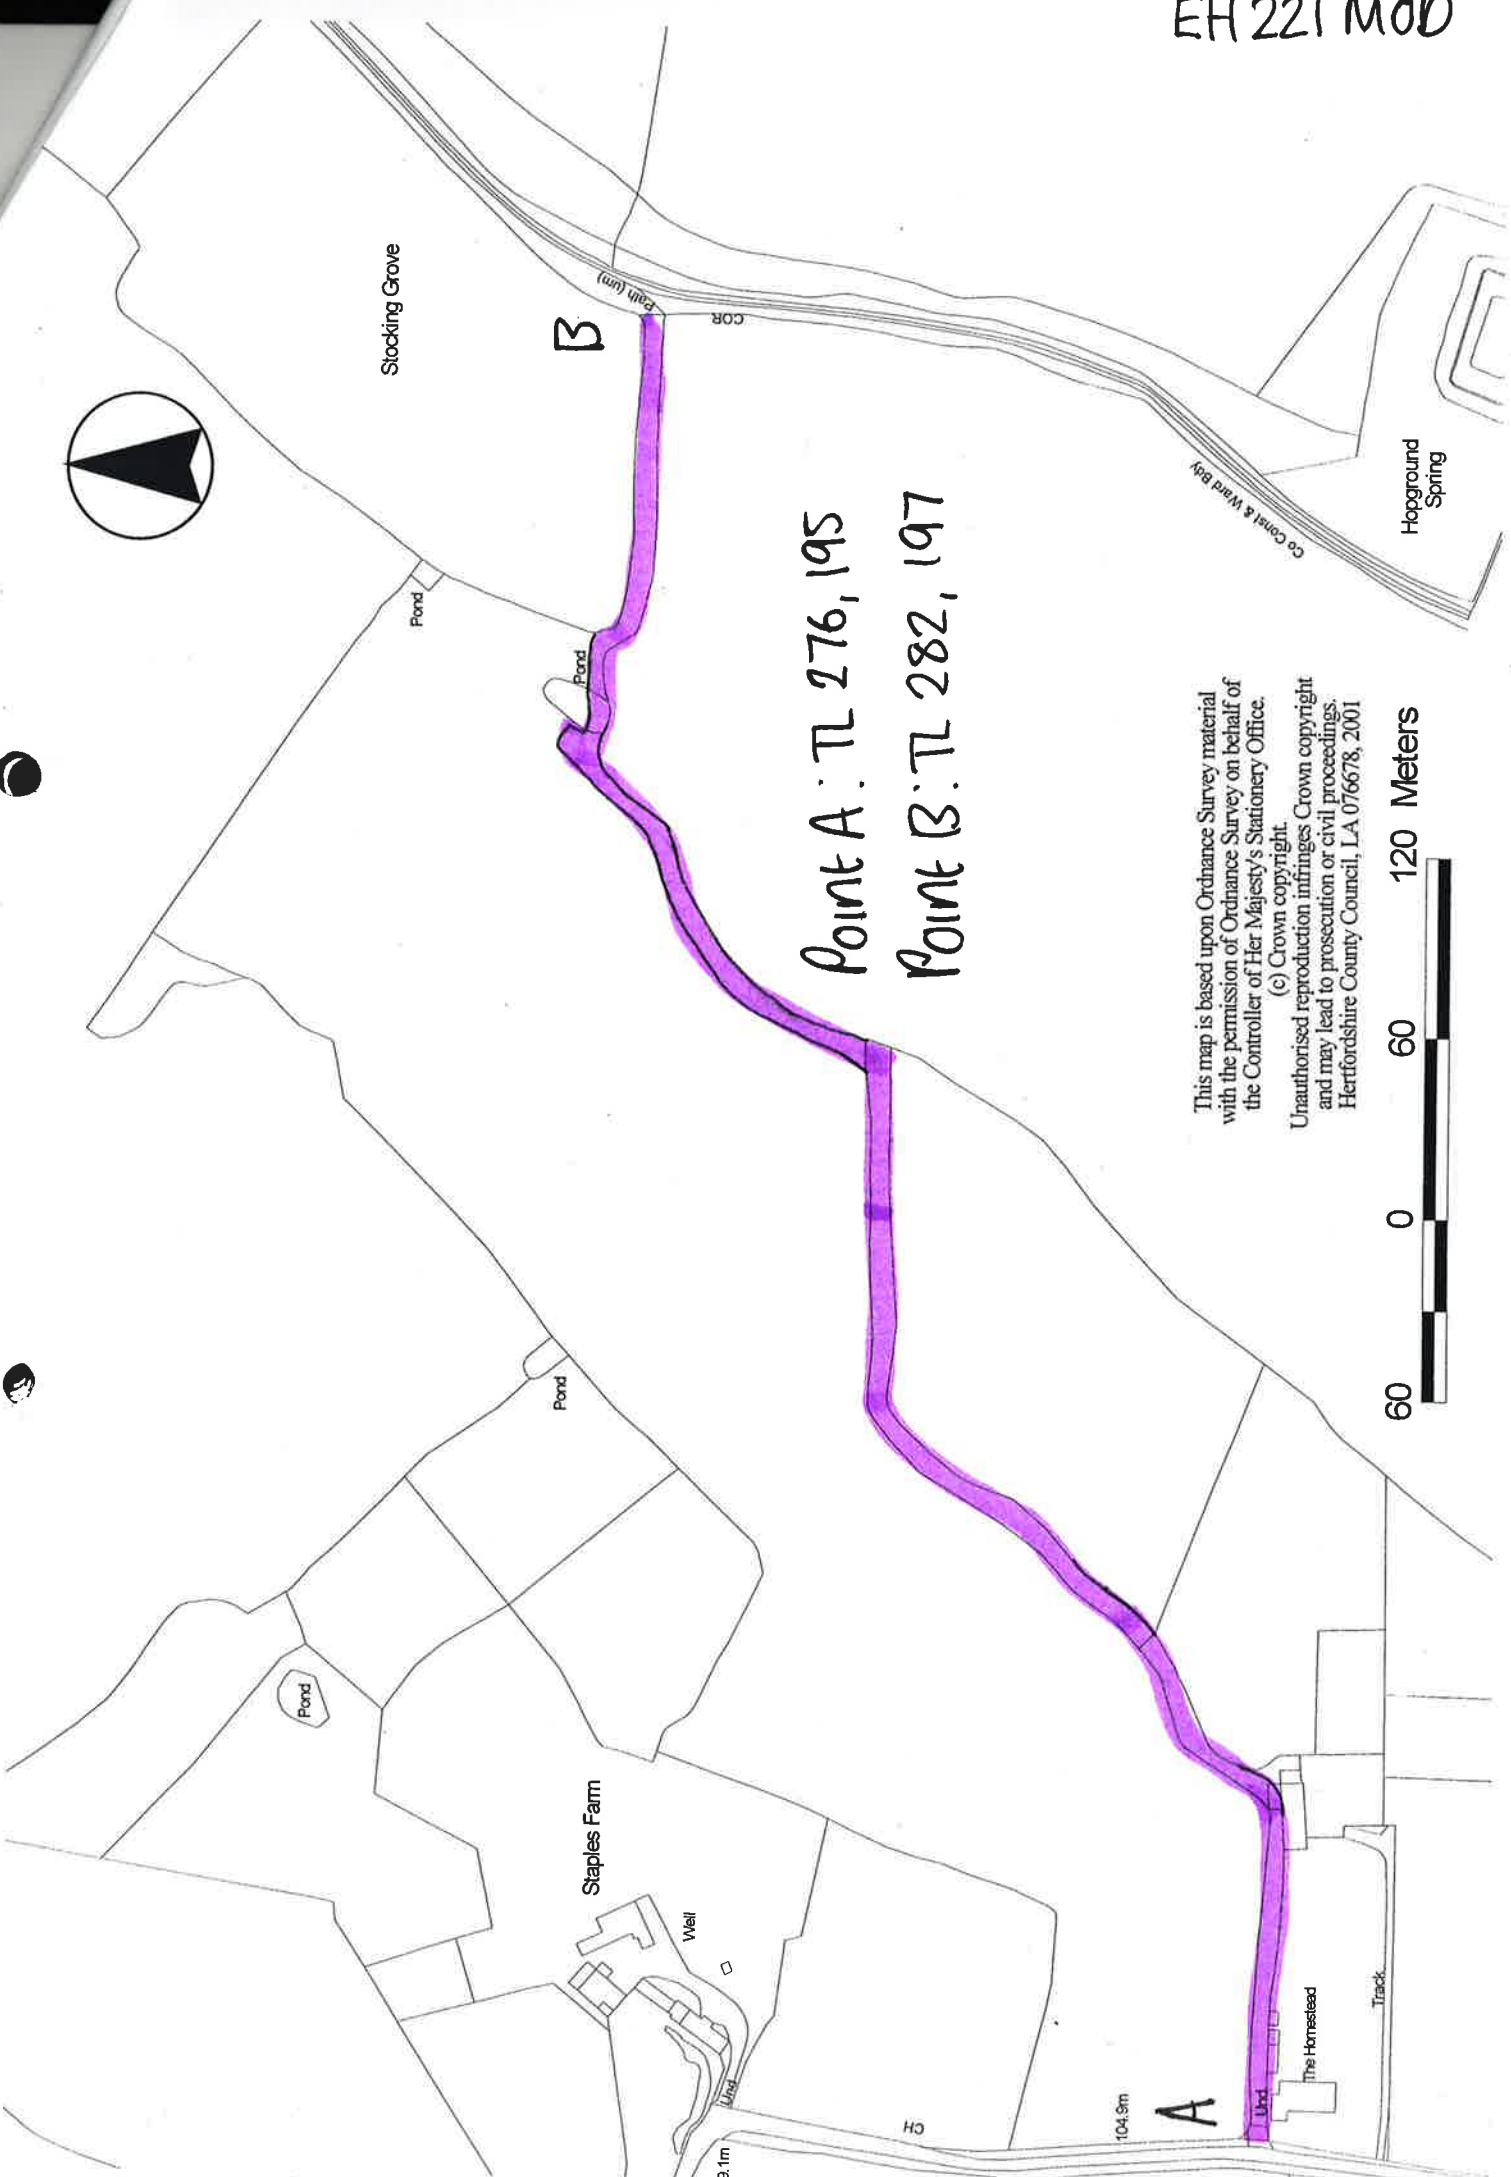 EH 221 MOD
Stocking Grove
B
Path (um)
COR
Pond
Pond
Co Const & Ward Bdy
Hopground
Spring
Point A : TL 276, 195
Point B : TL 282, 197
This map is based upon Ordnance Survey material
with the permission of Ordnance Survey on behalf of
the Controller of Her Majesty's Stationery Office.
(c) Crown copyright.
Unauthorised reproduction infringes Crown copyright
and may lead to prosecution or civil proceedings.
Hertfordshire County Council, LA 076678, 2001
60 0 60 120 Meters
Pond
Pond
Staples Farm
Well
Und
CH
104.9m
A
Und
The Homestead
Track
9.1m